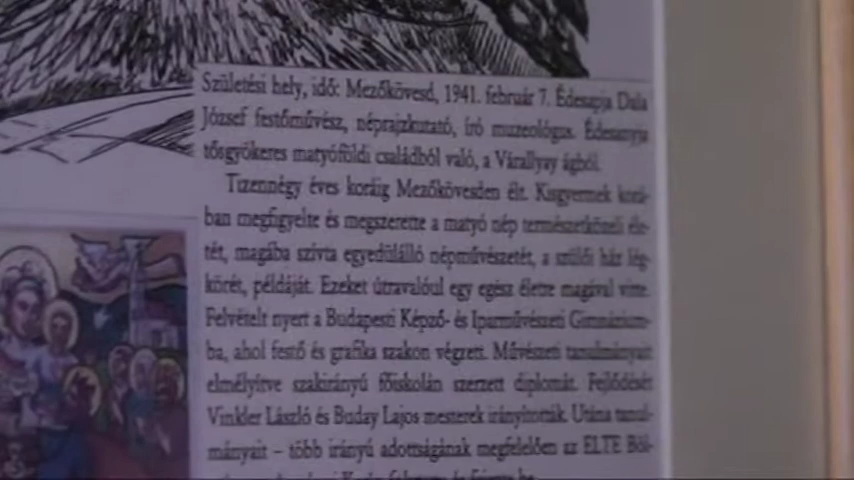 Születési hely, idő: Mezőkövesd, 1941. február 7. Édesapja Dala
József festőművész, néprajzkutató, író muzeológus. Édesanyja
tősgyökeres matyóföldi családból való, a Várallyay ágból.
Tizennégy éves koráig Mezőkövesden élt. Kisgyermek korá-
ban megfigyelte és megszerette a matyó nép természetközeli éle-
tét, magába szívta egyedülálló népművészetét, a szülői ház lég-
körét, példáját. Ezeket útravalóul egy egész életre magával vitte.
Felvételt nyert a Budapesti Képző- és Iparművészeti Gimnázium-
ba, ahol festő és grafika szakon végzett. Művészeti tanulmányait
elmélyítve szakirányú főiskolán szerzett diplomát. Fejlődését
Vinkler László és Buday Lajos mesterek irányították. Utána tanul-
mányait – több irányú adottságának megfelelően az ELTE Böl-